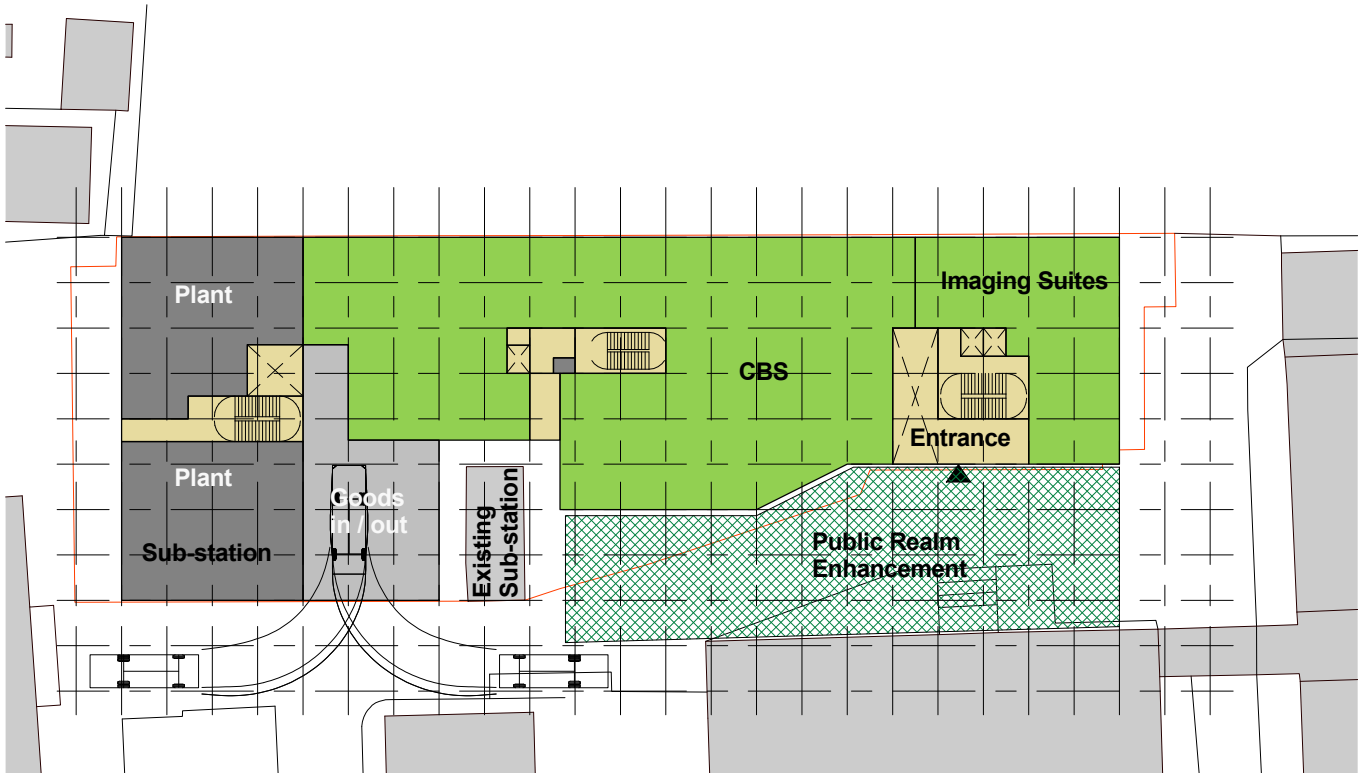 Plant
Imaging Suites
CBS
Entrance
Plant
Goods
in / out
Existing
Sub-station
Sub-station
Public Realm
Enhancement